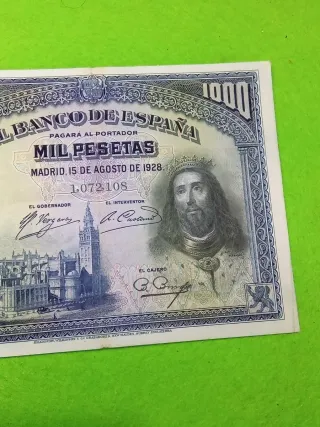 1000
L BANCO DE ESPAÑA
PAGARÁ AL PORTADOR
MIL PESETAS
MADRID, 15 DE AGOSTO DE 1928
1,072,108
EL GOBERNADOR
EL INTERVENTOR
EL CAJERO